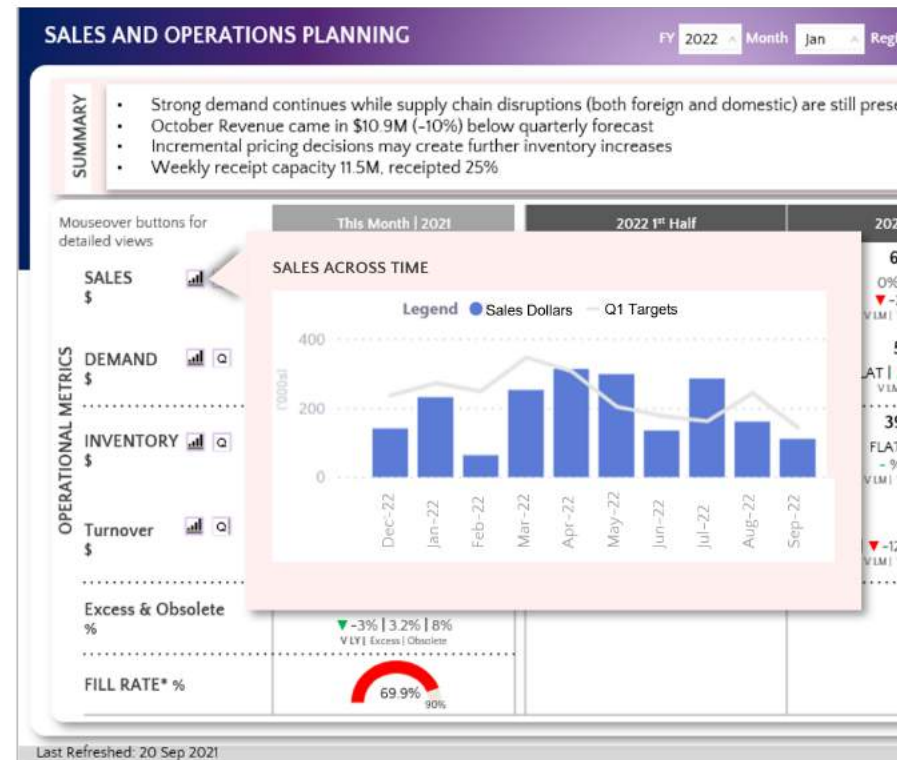 SALES AND OPERATIONS PLANNING
FY 2022 Month Jan
SUMMARY
• Strong demand continues while supply chain disruptions (both foreign and domestic) are still
• October Revenue came in $10.9M (-10%) below quarterly forecast
• Incremental pricing decisions may create further inventory increases
• Weekly receipt capacity 11.5M, receipted 25%
Mouseover buttons for
detailed views
This Month | 2021
2022 1st Half
OPERATIONAL METRICS
SALES
$
DEMAND
$
Q
INVENTORY
$
Q
Turnover
$
Q
Excess & Obsolete
%
FILL RATE* %
SALES ACROSS TIME
Legend Sales Dollars Q1 Targets
('000s)
400
200
0
Dec-22
Jan-22
Feb-22
Mar-22
Apr-22
May-22
Jun-22
Jul-22
Aug-22
Sep-22
0%
V LM |
V LM
V LM |
V LM |
▼-3% | 3.2% | 8%
V LY | Excess | Obsolete
69.9%
90%
Last Refreshed: 20 Sep 2021